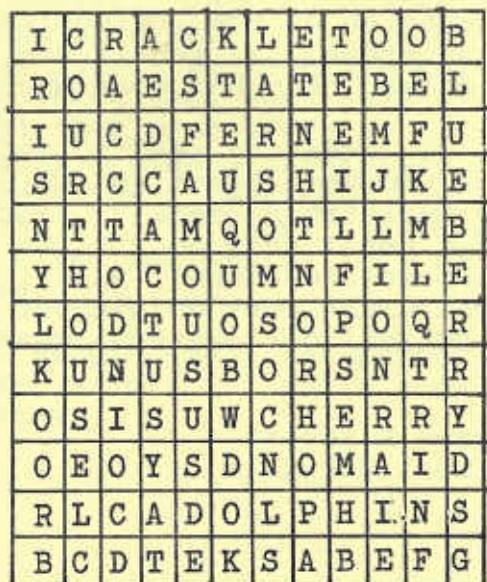 I C R A C K L E T O O B
R O A E S T A T E B E L
I U C D F E R N E M F U
S R C C A U S H I J K E
N T T A M Q O T L L M B
Y H O C O U M N F I L E
L O D T U O S O P O Q R
K U N U S B O R S N T R
O S I S U W C H E R R Y
O E O Y S D N O M A I D
R L C A D O L P H I N S
B C D T E K S A B E F G